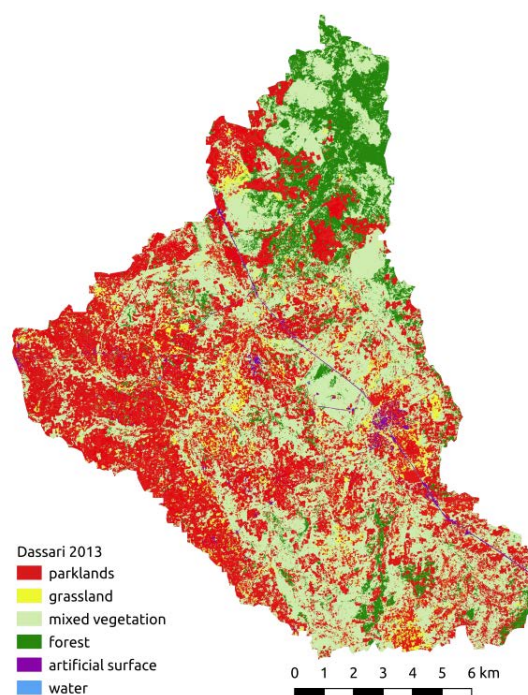 Dassari 2013
parklands
grassland
mixed vegetation
forest
artificial surface
water
0 1 2 3 4 5 6 km